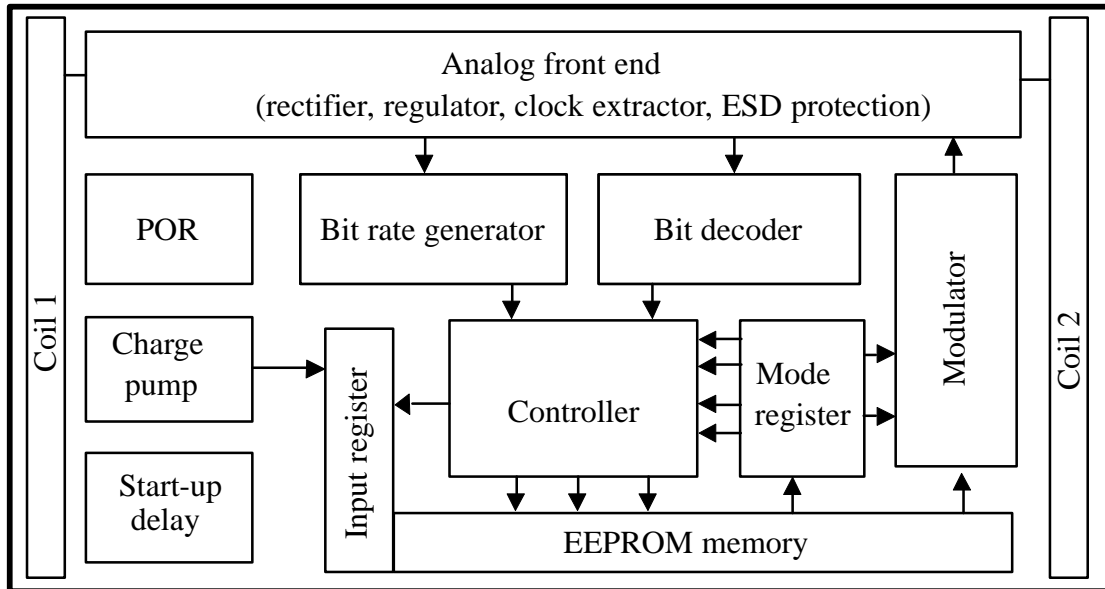 Analog front end
(rectifier, regulator, clock extractor, ESD protection)
Coil 1
POR
Bit rate generator
Bit decoder
Modulator
Coil 2
Charge
pump
Input register
Controller
Mode
register
Start-up
delay
EEPROM memory